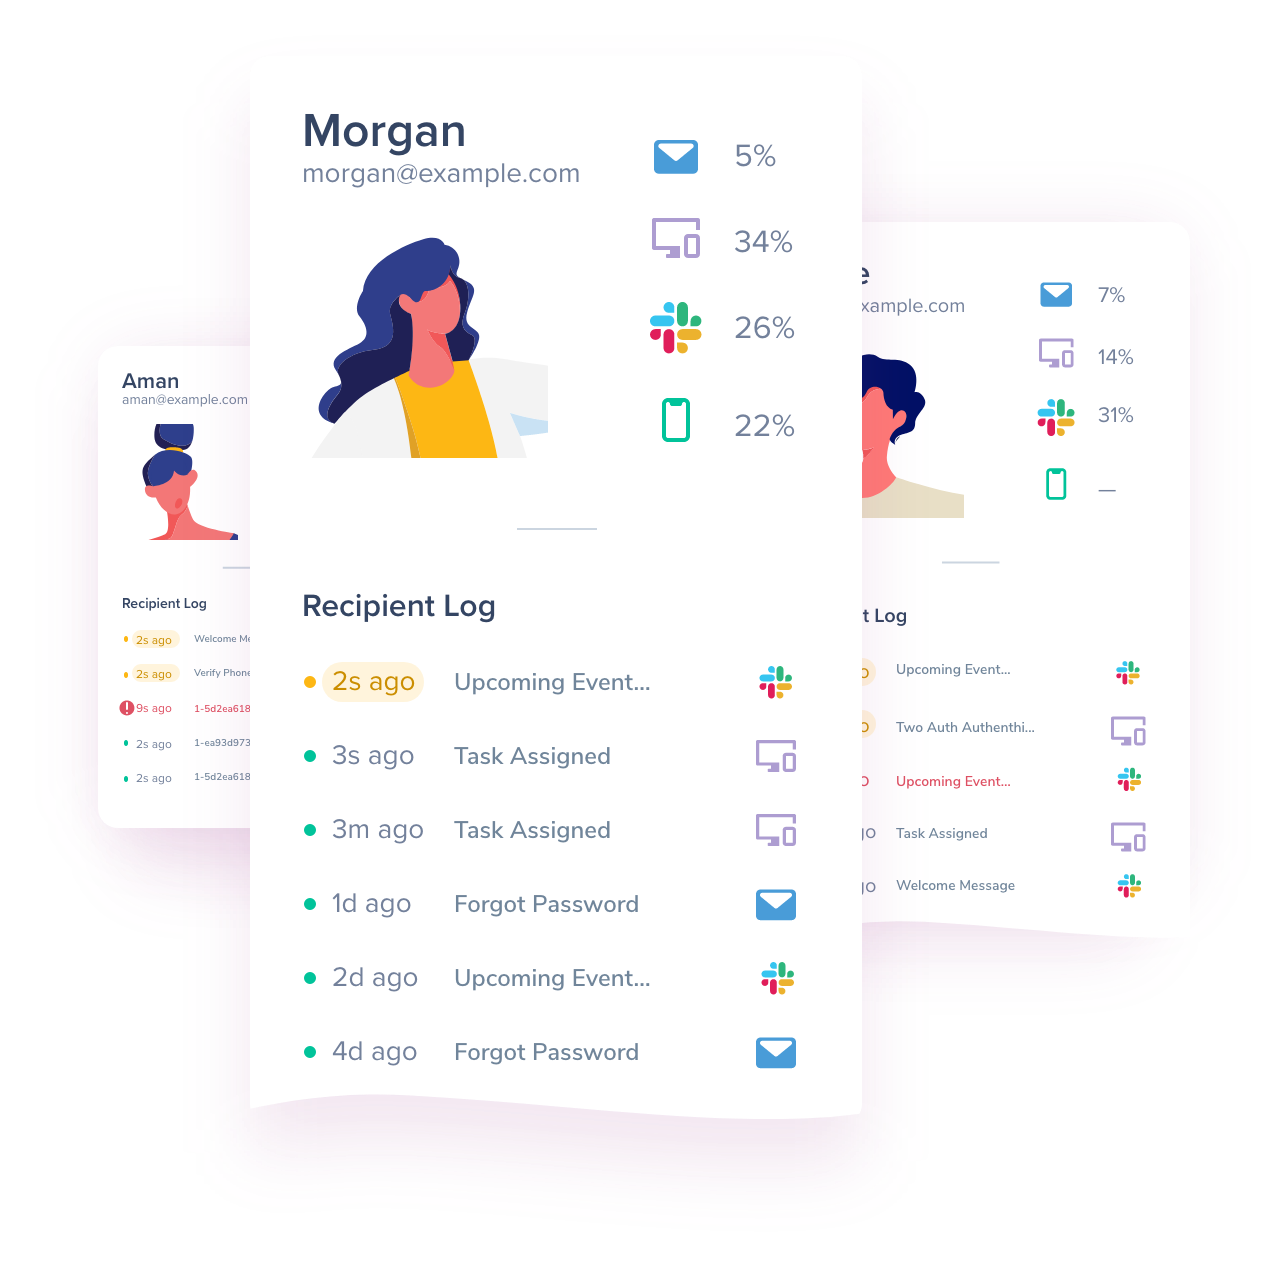 Morgan
morgan@example.com
5%
34%
26%
22%
Recipient Log
2s ago Upcoming Event...
3s ago Task Assigned
3m ago Task Assigned
1d ago Forgot Password
2d ago Upcoming Event...
4d ago Forgot Password
Aman
aman@example.com
Recipient Log
2s ago Welcome Me
2s ago Verify Phone
9s ago 1-5d2ea618
2s ago 1-ea93d973
2s ago 1-5d2ea618
e
xample.com
7%
14%
31%
—
t Log
o Upcoming Event...
o Two Auth Authenthi...
o Upcoming Event...
go Task Assigned
go Welcome Message